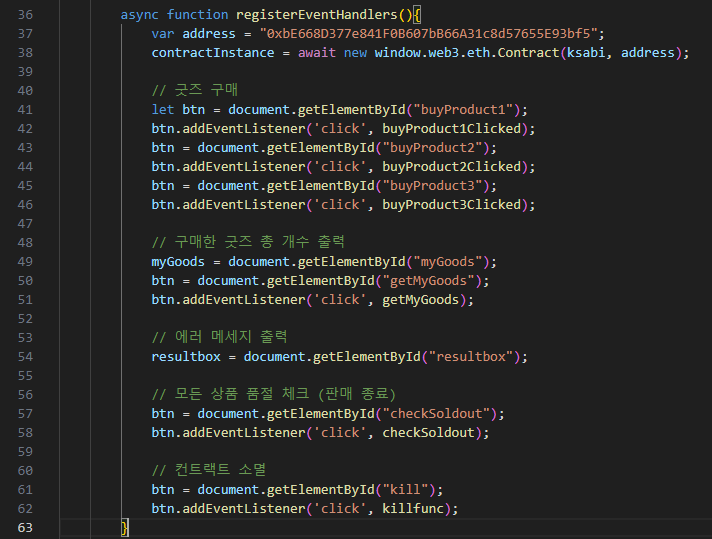 36 async function registerEventHandlers(){
37 var address = "0xbE668D377e841F0B607bB66A31c8d57655E93bf5";
38 contractInstance = await new window.web3.eth.Contract(ksabi, address);
39
40 // 굿즈 구매
41 let btn = document.getElementById("buyProduct1");
42 btn.addEventListener('click', buyProduct1Clicked);
43 btn = document.getElementById("buyProduct2");
44 btn.addEventListener('click', buyProduct2Clicked);
45 btn = document.getElementById("buyProduct3");
46 btn.addEventListener('click', buyProduct3Clicked);
47
48 // 구매한 굿즈 총 개수 출력
49 myGoods = document.getElementById("myGoods");
50 btn = document.getElementById("getMyGoods");
51 btn.addEventListener('click', getMyGoods);
52
53 // 에러 메세지 출력
54 resultbox = document.getElementById("resultbox");
55
56 // 모든 상품 품절 체크 (판매 종료)
57 btn = document.getElementById("checkSoldout");
58 btn.addEventListener('click', checkSoldout);
59
60 // 컨트랙트 소멸
61 btn = document.getElementById("kill");
62 btn.addEventListener('click', killfunc);
63 }